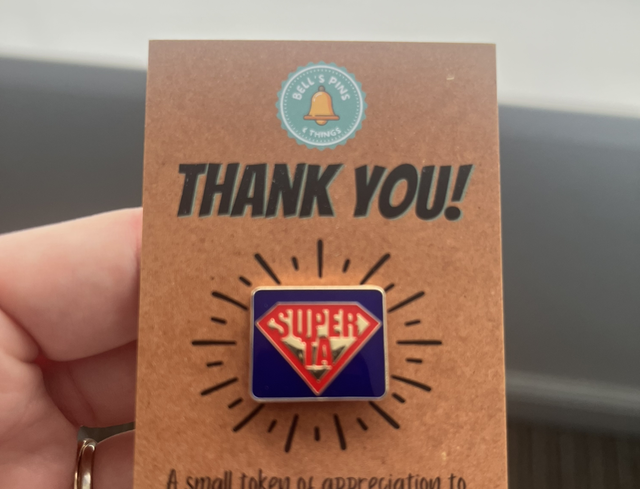 BELL'S PINS
& THINGS
THANK YOU!
SUPER
TA
A small token of appreciation to